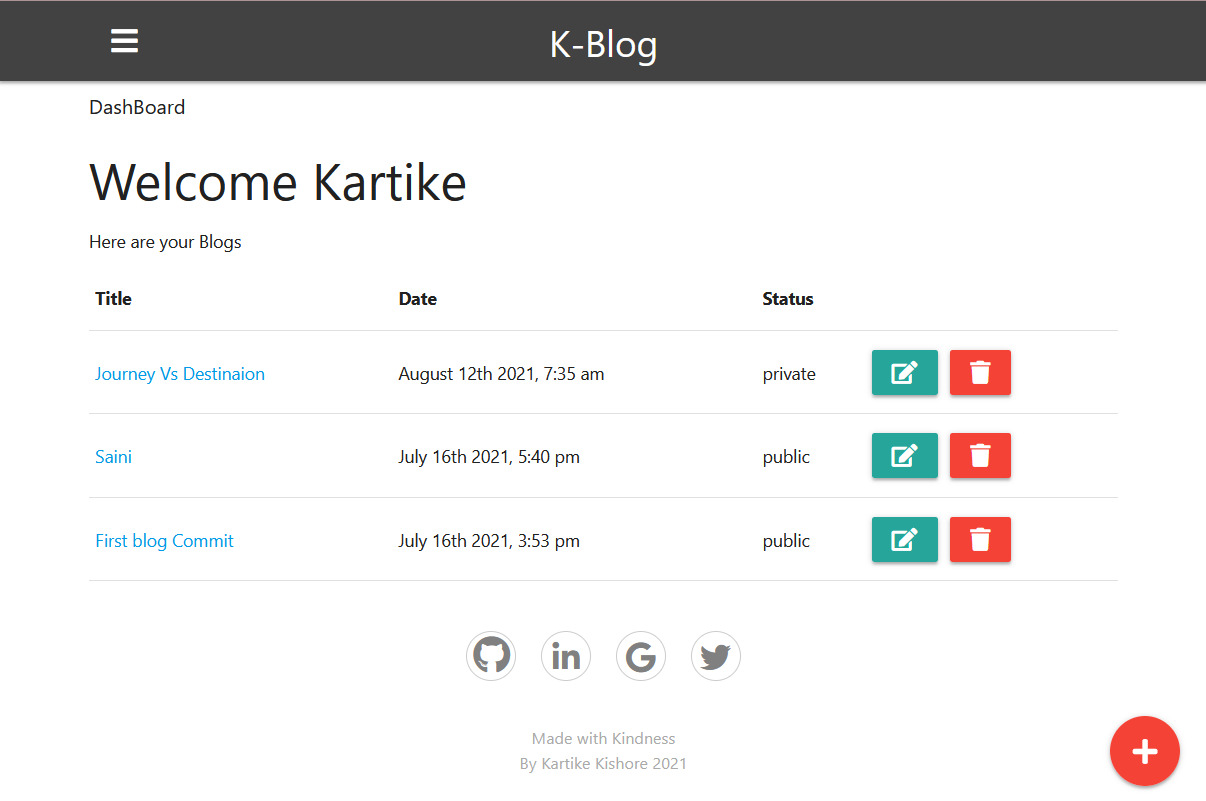 K-Blog
DashBoard
Welcome Kartike
Here are your Blogs
Title Date Status
Journey Vs Destinaion August 12th 2021, 7:35 am private
Saini July 16th 2021, 5:40 pm public
First blog Commit July 16th 2021, 3:53 pm public
in G
Made with Kindness
By Kartike Kishore 2021